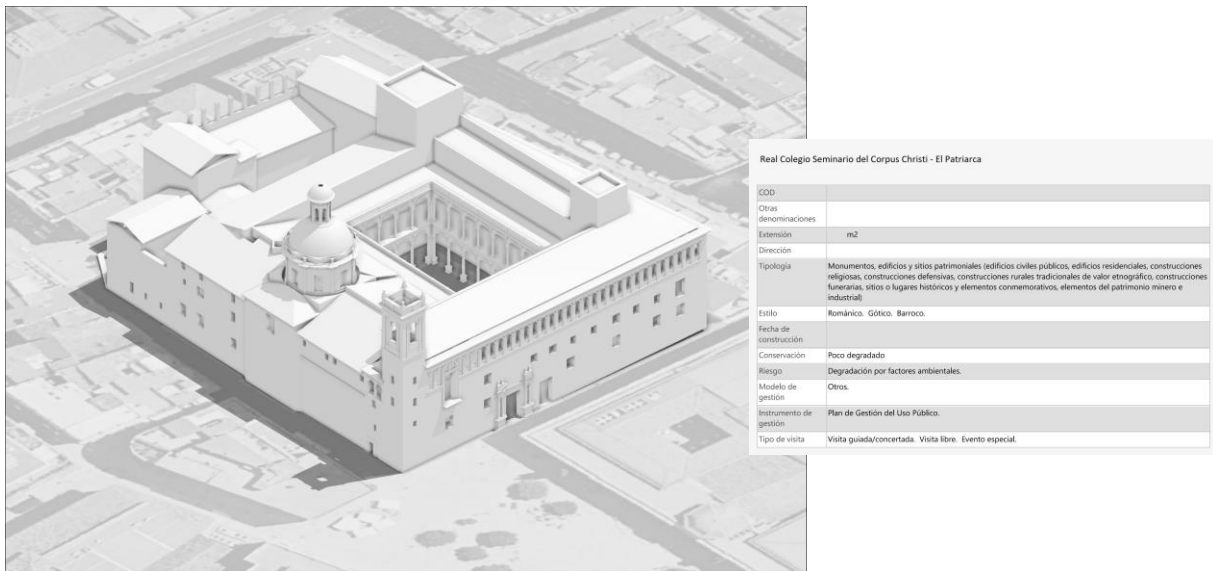 Real Colegio Seminario del Corpus Christi - El Patriarca
COD
Otras
denominaciones
Extensión m2
Dirección
Tipología Monumentos, edificios y sitios patrimoniales (edificios civiles públicos, edificios residenciales, construcciones
religiosas, construcciones defensivas, construcciones rurales tradicionales de valor etnográfico, construcciones
funerarias, sitios o lugares históricos y elementos conmemorativos, elementos del patrimonio minero e
industrial)
Estilo Románico. Gótico. Barroco.
Fecha de
construcción
Conservación Poco degradado
Riesgo Degradación por factores ambientales.
Modelo de Otros.
gestión
Instrumento de Plan de Gestión del Uso Público.
gestión
Tipo de visita Visita guiada/concertada. Visita libre. Evento especial.